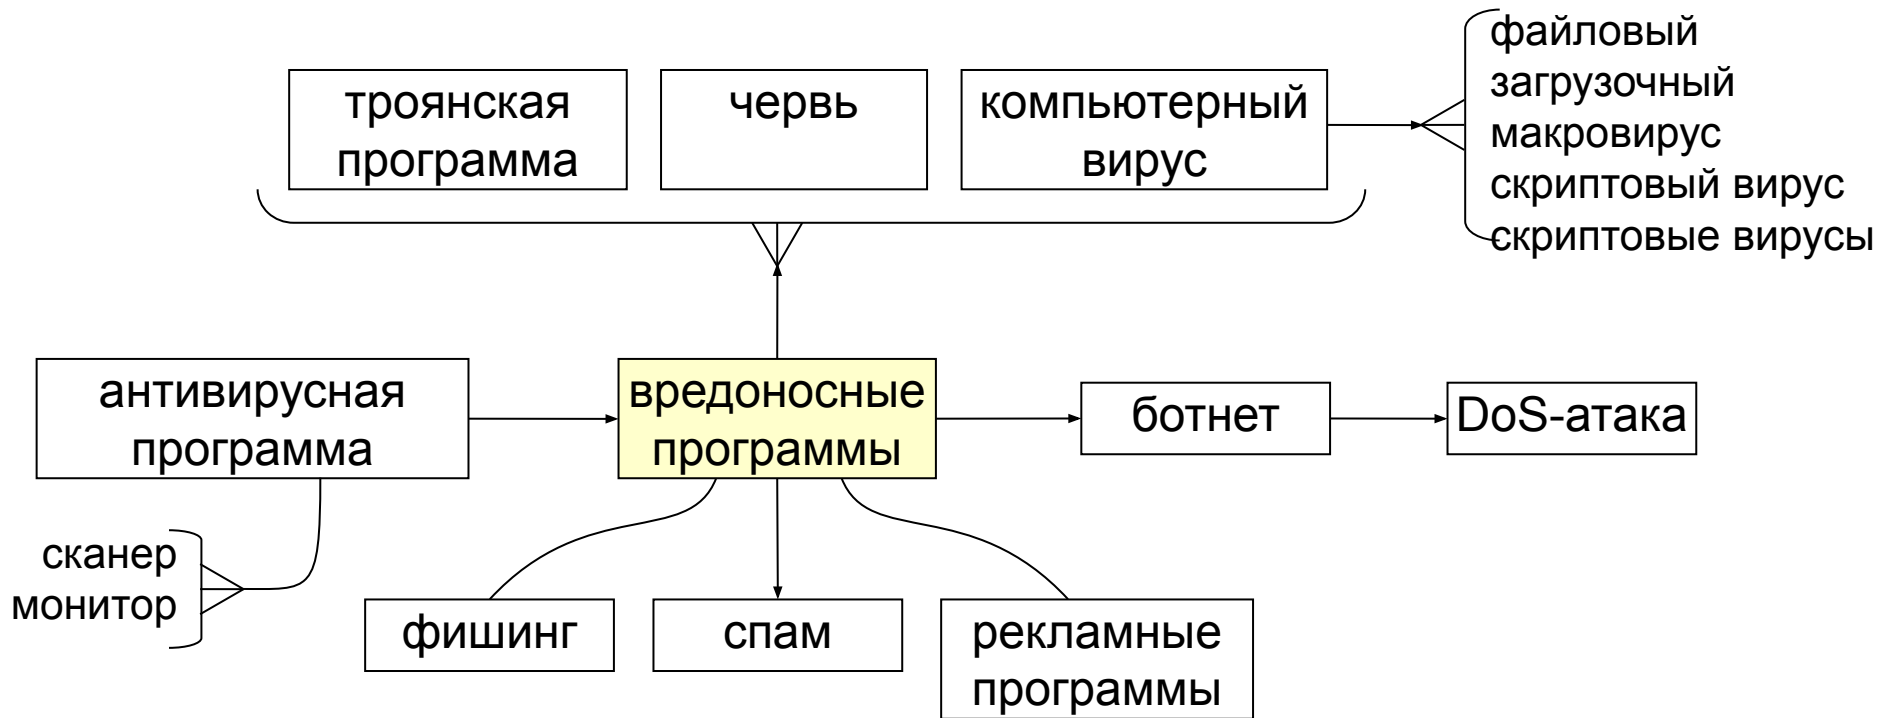 троянская
программа
червь
компьютерный
вирус
файловый
загрузочный
макровирус
скриптовый вирус
скриптовые вирусы
антивирусная
программа
вредоносные
программы
ботнет
DoS-атака
сканер
монитор
фишинг
спам
рекламные
программы